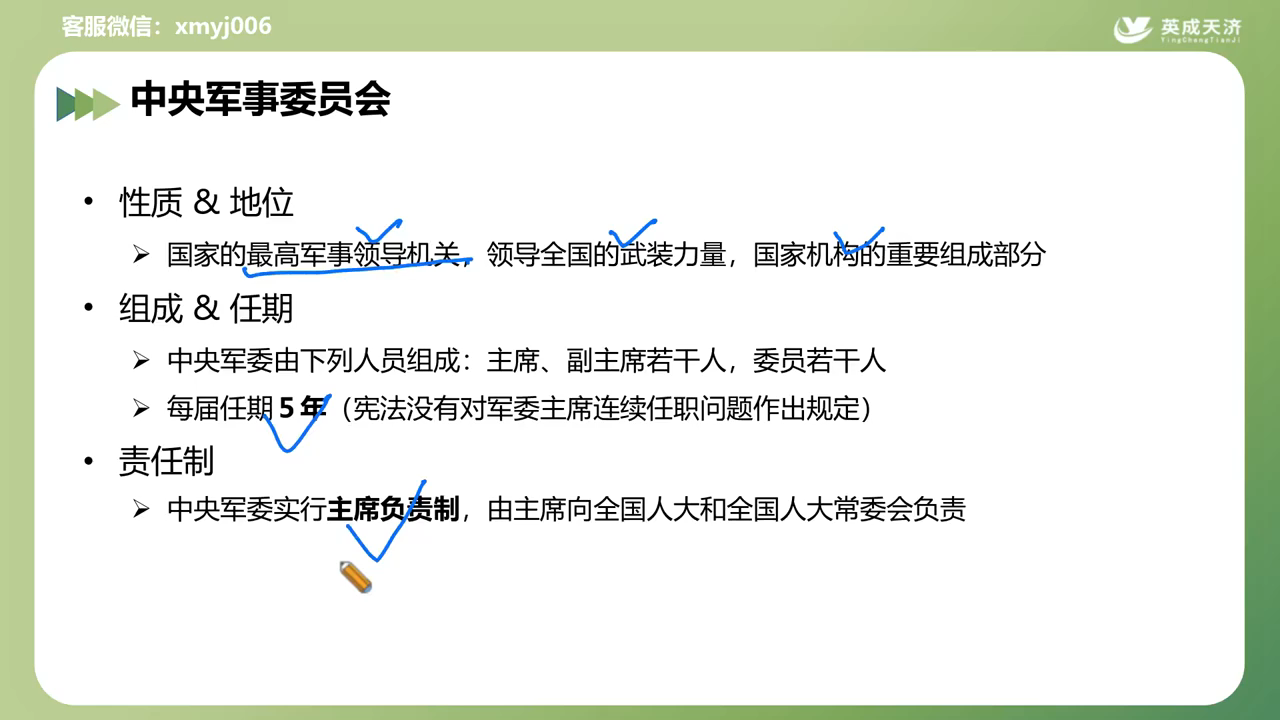 客服微信：xmyj006
英成天济
YingChengTianJi
中央军事委员会
• 性质 & 地位
➢ 国家的最高军事领导机关，领导全国的武装力量，国家机构的重要组成部分
• 组成 & 任期
➢ 中央军委由下列人员组成：主席、副主席若干人，委员若干人
➢ 每届任期 5 年（宪法没有对军委主席连续任职问题作出规定）
• 责任制
➢ 中央军委实行主席负责制，由主席向全国人大和全国人大常委会负责